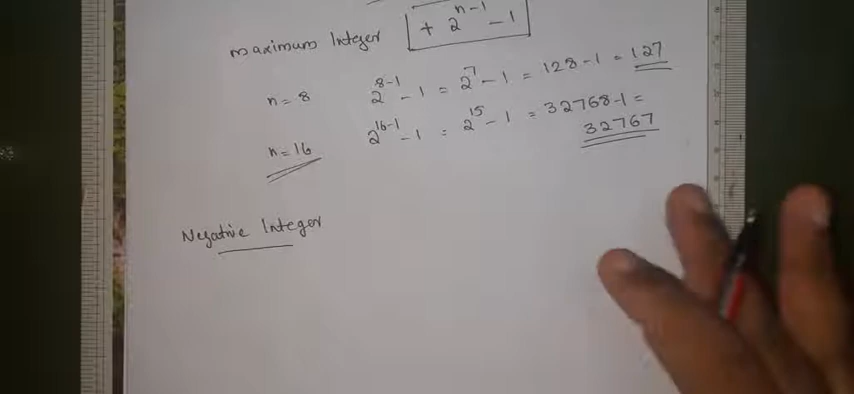 maximum Integer + 2^{n-1} - 1
n = 8 2^{8-1} - 1 = 2^7 - 1 = 128 - 1 = 127
n = 16 2^{16-1} - 1 = 2^{15} - 1 = 32768 - 1 =
32767
Negative Integer